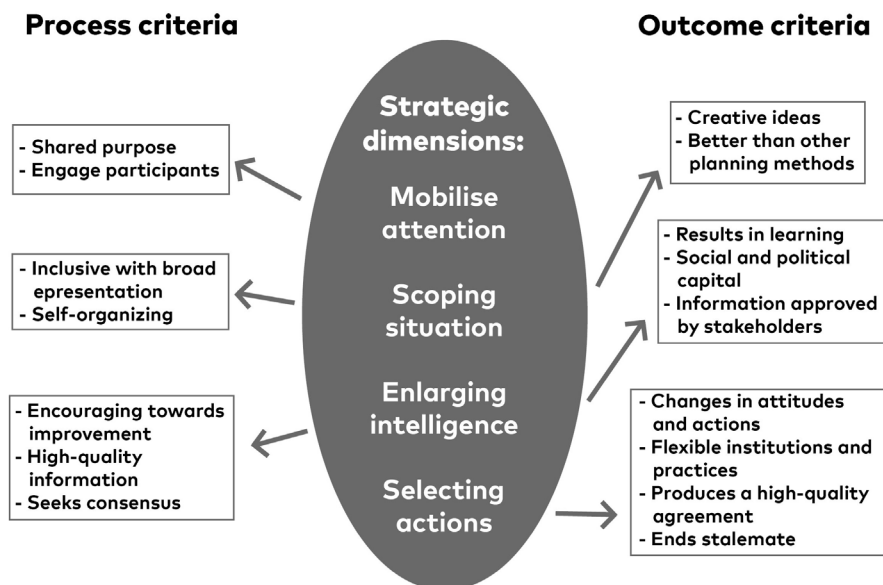 Process criteria
- Shared purpose
- Engage participants
- Inclusive with broad
epresentation
- Self-organizing
- Encouraging towards
improvement
- High-quality
information
- Seeks consensus
Strategic
dimensions:
Mobilise
attention
Scoping
situation
Enlarging
intelligence
Selecting
actions
Outcome criteria
- Creative ideas
- Better than other
planning methods
- Results in learning
- Social and political
capital
- Information approved
by stakeholders
- Changes in attitudes
and actions
- Flexible institutions and
practices
- Produces a high-quality
agreement
- Ends stalemate